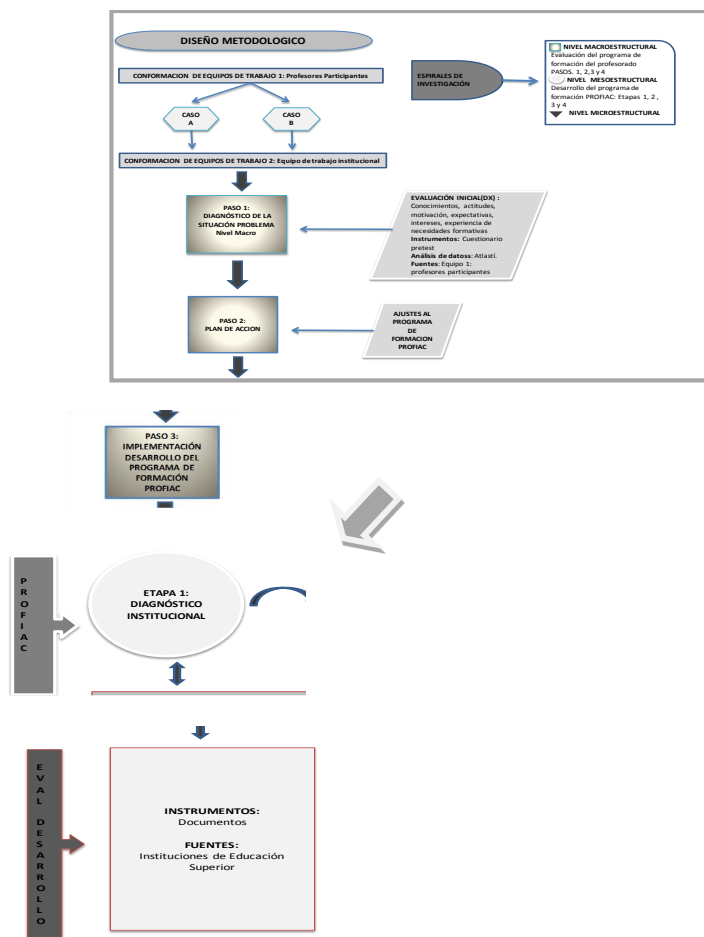 DISEÑO METODOLOGICO
CONFORMACION DE EQUIPOS DE TRABAJO 1: Profesores Participantes
CASO
A
CASO
B
CONFORMACION DE EQUIPOS DE TRABAJO 2: Equipo de trabajo institucional
ESPIRALES DE
INVESTIGACIÓN
NIVEL MACROESTRUCTURAL
Evaluación del programa de
formación del profesorado
PASOS. 1, 2,3 y 4
NIVEL MESOESTRUCTURAL
Desarrollo del programa de
formación PROFIAC: Etapas 1, 2 ,
3 y 4
NIVEL MICROESTRUCTURAL
PASO 1:
DIAGNÓSTICO DE LA
SITUACIÓN PROBLEMA
Nivel Macro
EVALUACIÓN INICIAL(DX) :
Conocimientos, actitudes,
motivación, expectativas,
intereses, experiencia de
necesidades formativas
Instrumentos: Cuestionario
pretest
Análisis de datoss: Atlastí.
Fuentes: Equipo 1:
profesores participantes
PASO 2:
PLAN DE ACCION
AJUSTES AL
PROGRAMA
DE
FORMACION
PROFIAC
PASO 3:
IMPLEMENTACIÓN
DESARROLLO DEL
PROGRAMA DE
FORMACIÓN
PROFIAC
PROFIAC
ETAPA 1:
DIAGNÓSTICO
INSTITUCIONAL
EVAL DESARROLLO
INSTRUMENTOS:
Documentos
FUENTES:
Instituciones de Educación
Superior